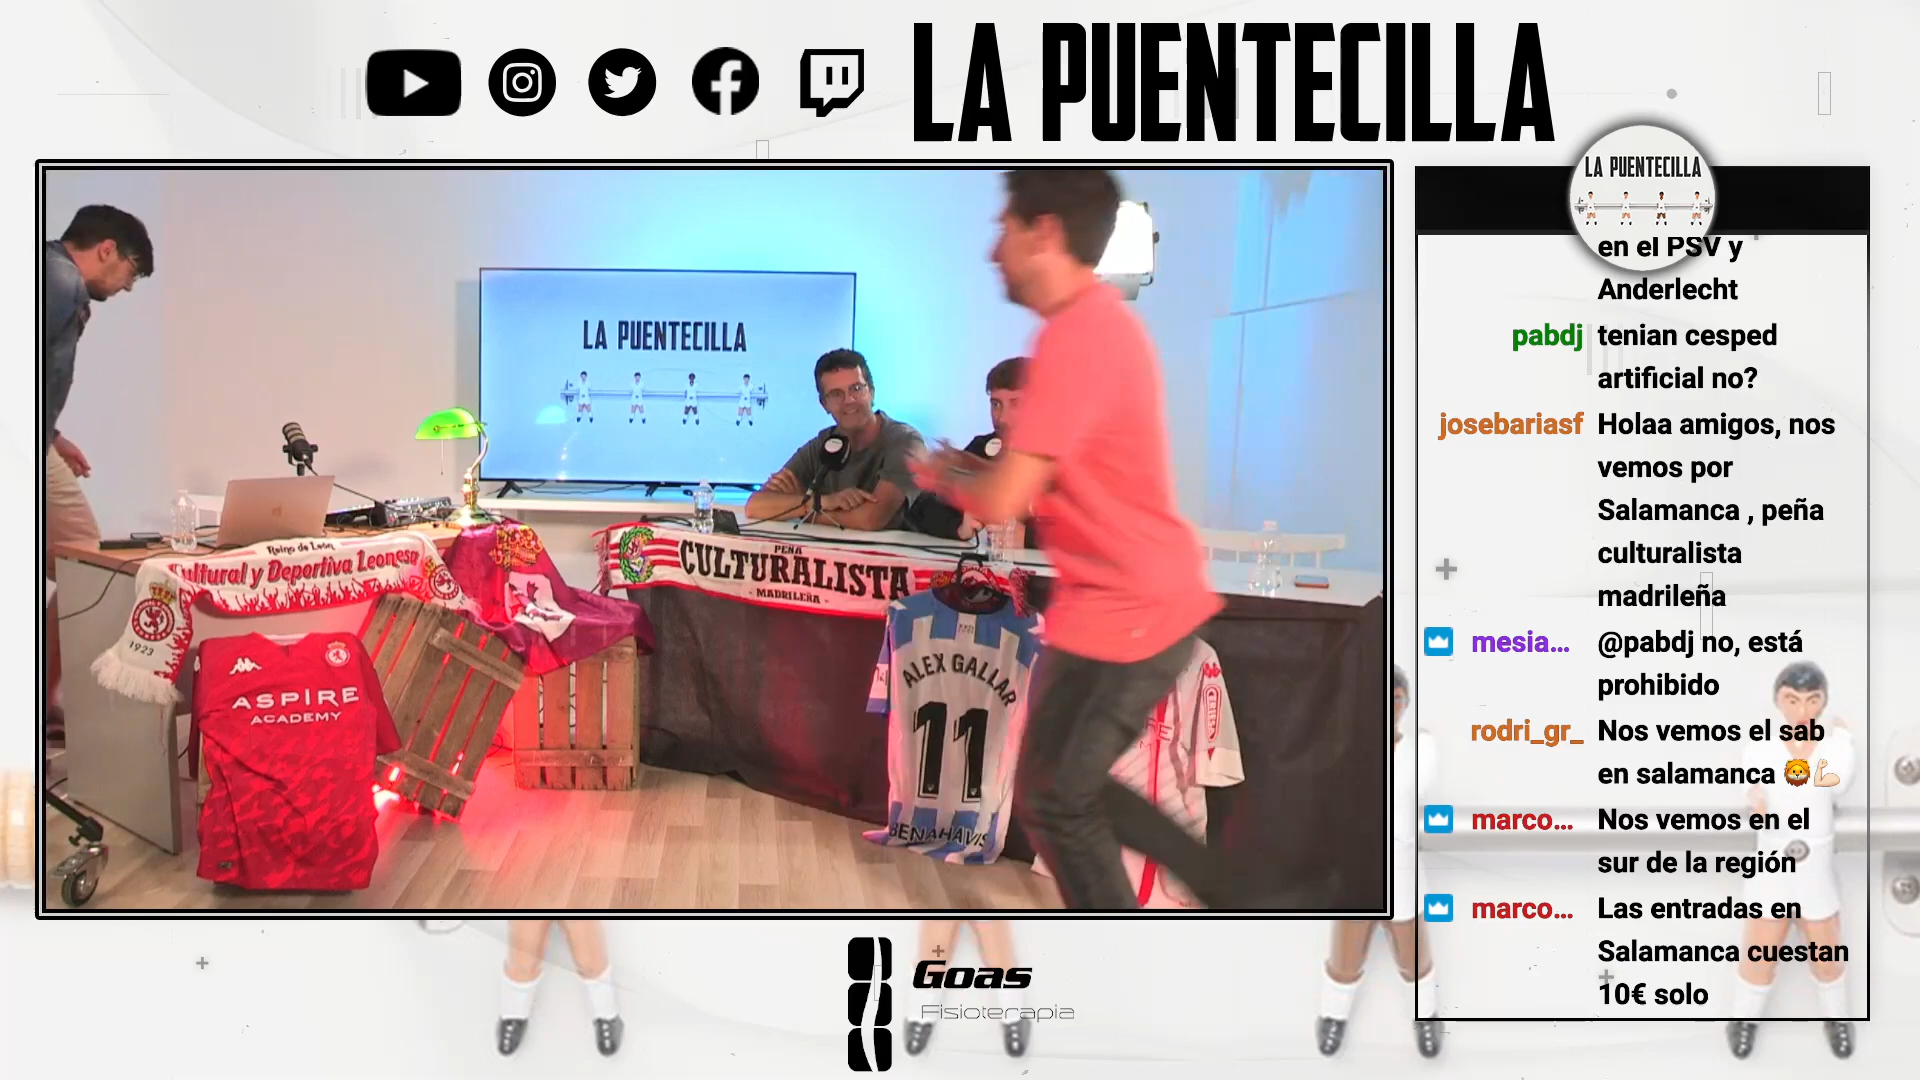 LA PUENTECILLA
LA PUENTECILLA
en el PSV y
Anderlecht
pabdj tenian cesped
artificial no?
josebariasf Holaa amigos, nos
vemos por
Salamanca , peña
culturalista
madrileña
mesia... @pabdj no, está
prohibido
rodri_gr_ Nos vemos el sab
en salamanca 🦁💪🏻
marco... Nos vemos en el
sur de la región
marco... Las entradas en
Salamanca cuestan
10€ solo
LA PUENTECILLA
Reino de León
Cultural y Deportiva Leonesa
1923
PEÑA
CULTURALISTA
- MADRILEÑA -
ASPIRE
ACADEMY
ALEX GALLAR
11
BENAHAVIS
Goas
Fisioterapia